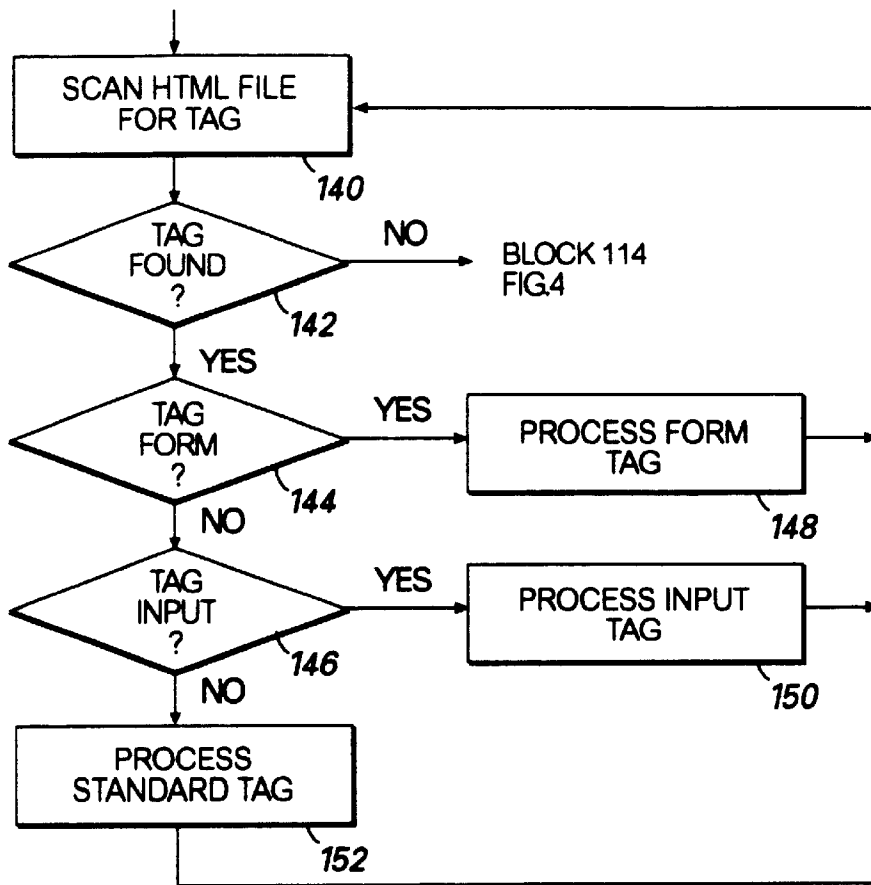 SCAN HTML FILE
FOR TAG
140
TAG
FOUND
?
142
NO
BLOCK 114
FIG.4
YES
TAG
FORM
?
144
YES
PROCESS FORM
TAG
148
NO
TAG
INPUT
?
146
YES
PROCESS INPUT
TAG
150
NO
PROCESS
STANDARD TAG
152